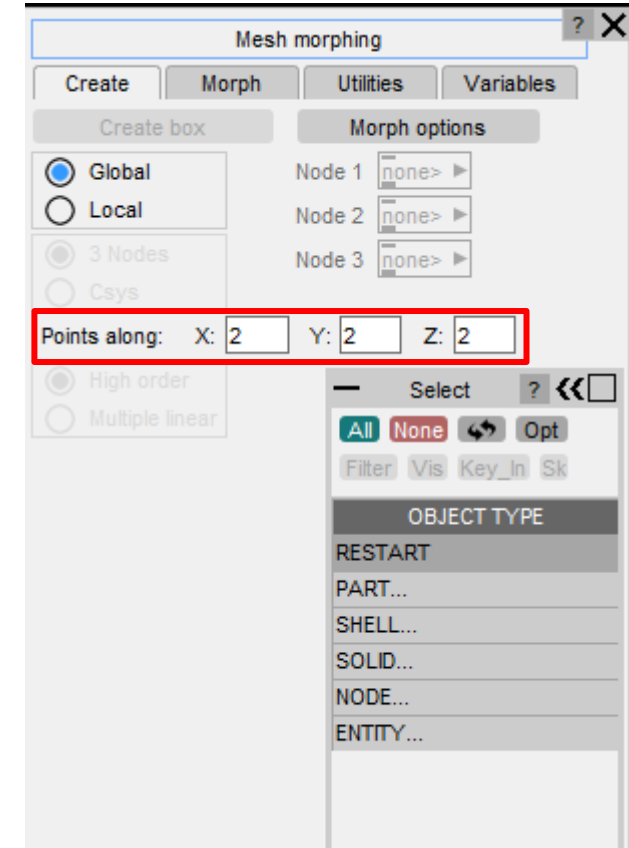 ? X
Mesh morphing
Create Morph Utilities Variables
Create box Morph options
Global Node 1 none>
Local Node 2 none>
3 Nodes Node 3 none>
Csys
Points along: X: 2 Y: 2 Z: 2
High order
Multiple linear
Select ?
All None Opt
Filter Vis Key_In Sk
OBJECT TYPE
RESTART
PART...
SHELL...
SOLID...
NODE...
ENTITY...